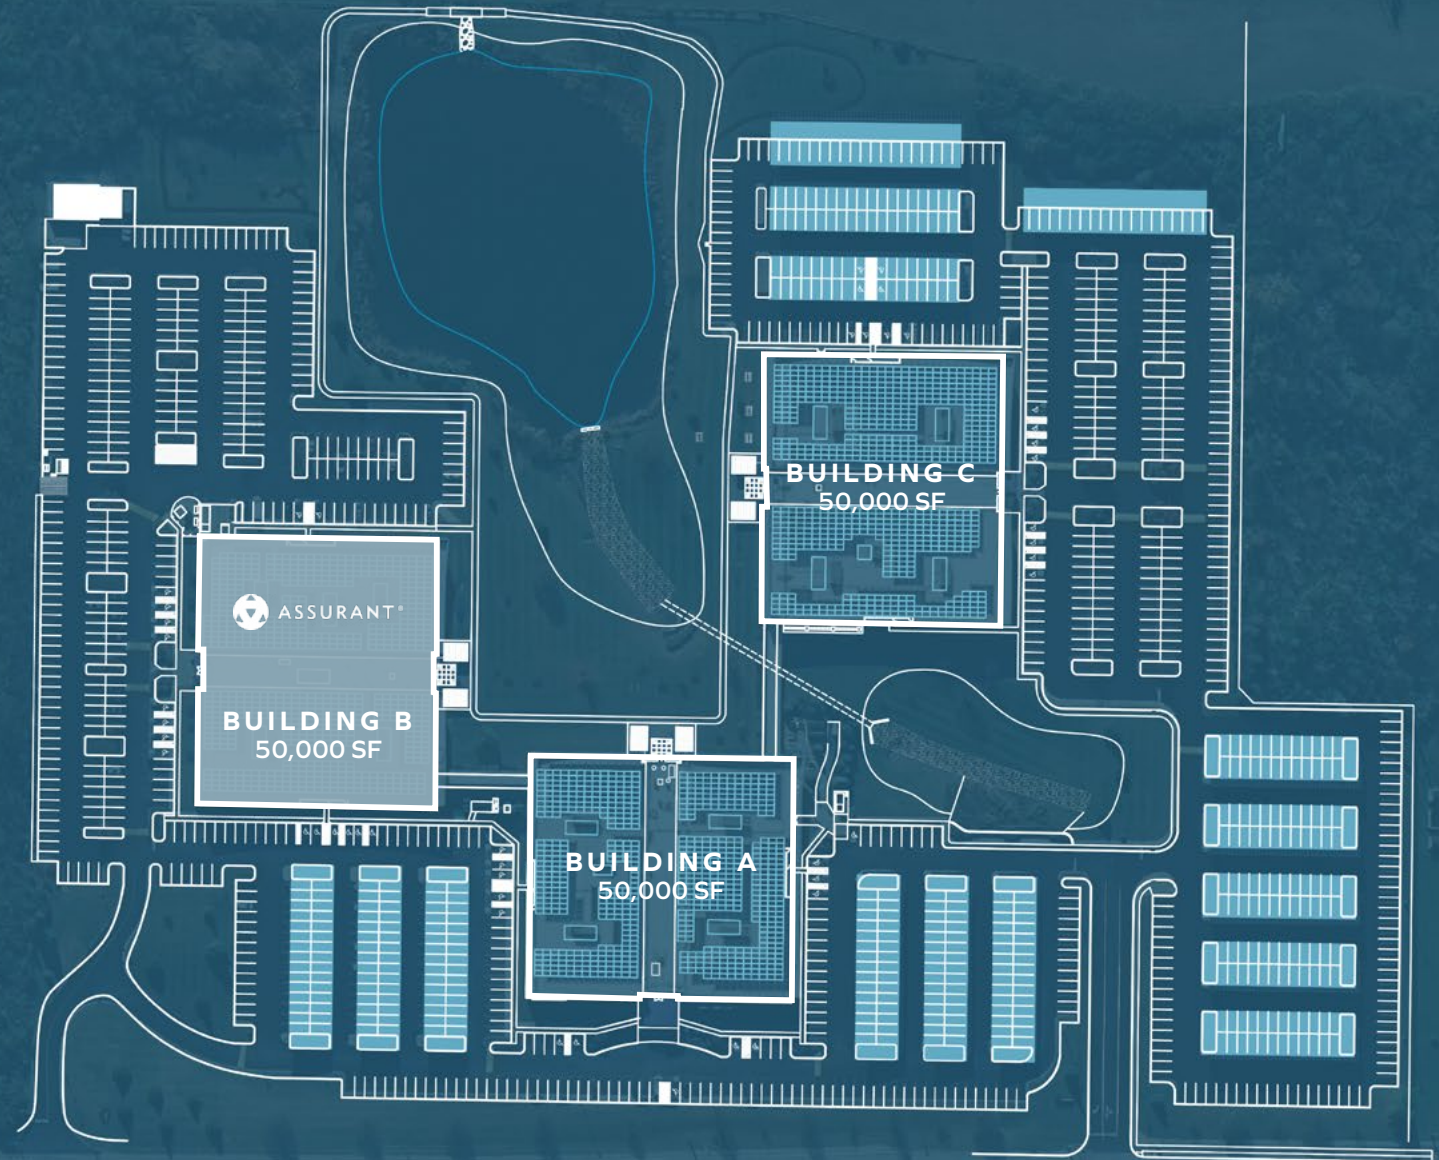 BUILDING C
50,000 SF
ASSURANT®
BUILDING B
50,000 SF
BUILDING A
50,000 SF